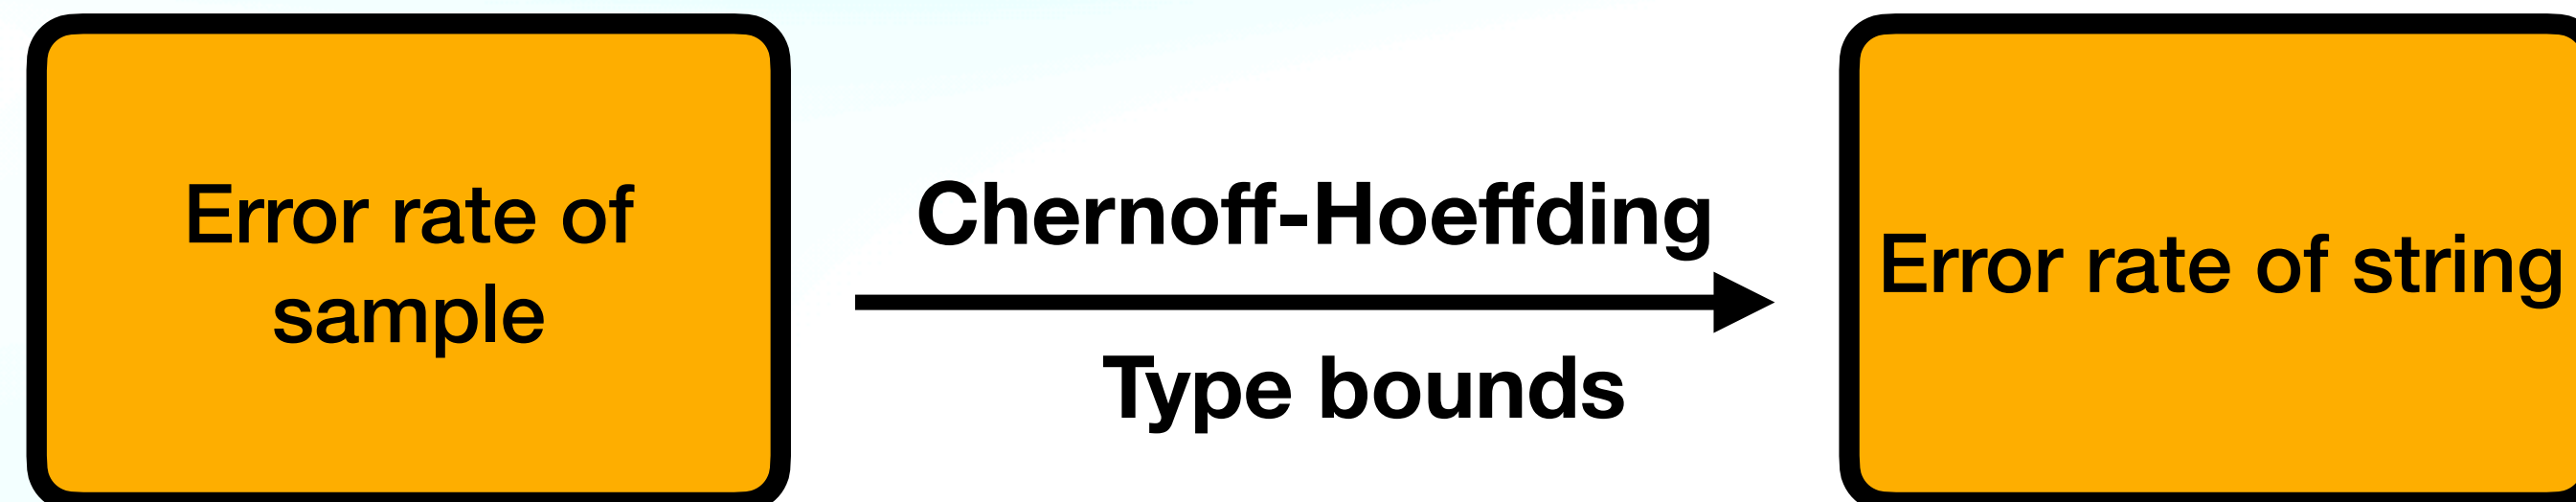 Error rate of
sample
Chernoff-Hoeffding
Type bounds
Error rate of string